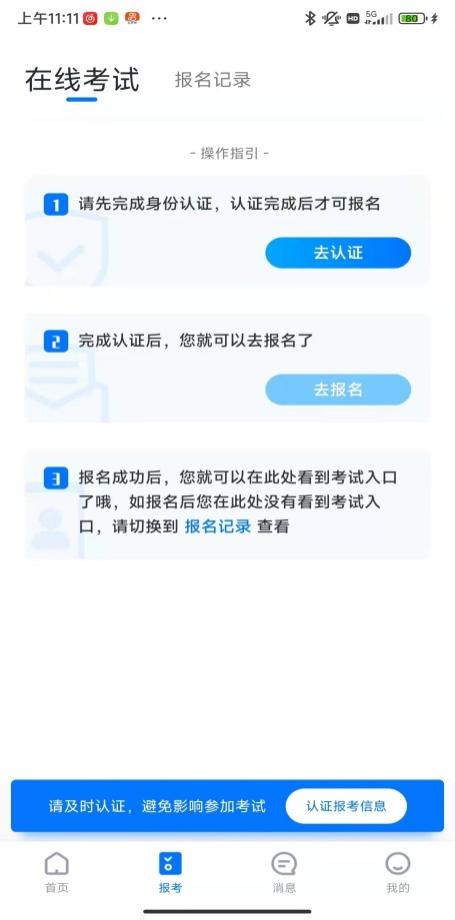 上午11:11
HD 5G 80
在线考试 报名记录
- 操作指引 -
1 请先完成身份认证，认证完成后才可报名
去认证
2 完成认证后，您就可以去报名了
去报名
3 报名成功后，您就可以在此处看到考试入口
了哦，如报名后您在此处没有看到考试入
口，请切换到 报名记录 查看
请及时认证，避免影响参加考试 认证报考信息
首页 报考 消息 我的